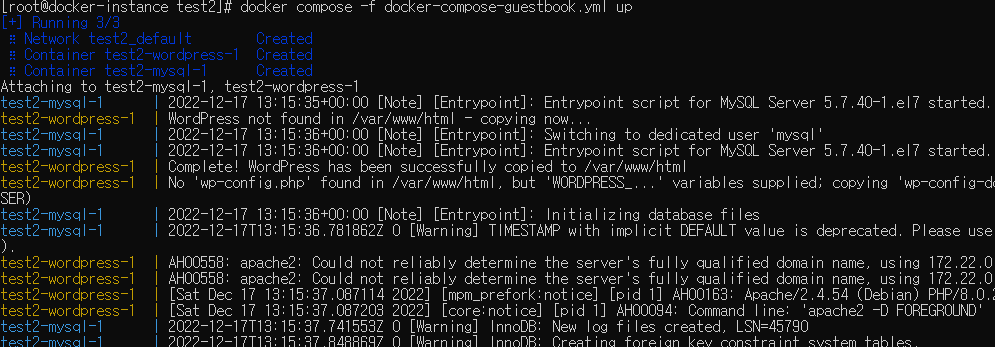 [root@docker-instance test2]# docker compose -f docker-compose-guestbook.yml up
[+] Running 3/3
⠿ Network test2_default Created
⠿ Container test2-wordpress-1 Created
⠿ Container test2-mysql-1 Created
Attaching to test2-mysql-1, test2-wordpress-1
test2-mysql-1 | 2022-12-17 13:15:35+00:00 [Note] [Entrypoint]: Entrypoint script for MySQL Server 5.7.40-1.el7 started.
test2-wordpress-1 | WordPress not found in /var/www/html - copying now...
test2-mysql-1 | 2022-12-17 13:15:36+00:00 [Note] [Entrypoint]: Switching to dedicated user 'mysql'
test2-mysql-1 | 2022-12-17 13:15:36+00:00 [Note] [Entrypoint]: Entrypoint script for MySQL Server 5.7.40-1.el7 started.
test2-wordpress-1 | Complete! WordPress has been successfully copied to /var/www/html
test2-wordpress-1 | No 'wp-config.php' found in /var/www/html, but 'WORDPRESS_...' variables supplied; copying 'wp-config-do
SER)
test2-mysql-1 | 2022-12-17 13:15:36+00:00 [Note] [Entrypoint]: Initializing database files
test2-mysql-1 | 2022-12-17T13:15:36.781862Z 0 [Warning] TIMESTAMP with implicit DEFAULT value is deprecated. Please use
).
test2-wordpress-1 | AH00558: apache2: Could not reliably determine the server's fully qualified domain name, using 172.22.0
test2-wordpress-1 | AH00558: apache2: Could not reliably determine the server's fully qualified domain name, using 172.22.0
test2-wordpress-1 | [Sat Dec 17 13:15:37.087114 2022] [mpm_prefork:notice] [pid 1] AH00163: Apache/2.4.54 (Debian) PHP/8.0.2
test2-wordpress-1 | [Sat Dec 17 13:15:37.087203 2022] [core:notice] [pid 1] AH00094: Command line: 'apache2 -D FOREGROUND'
test2-mysql-1 | 2022-12-17T13:15:37.741553Z 0 [Warning] InnoDB: New log files created, LSN=45790
test2-mysql-1 | 2022-12-17T13:15:37.848869Z 0 [Warning] InnoDB: Creating foreign key constraint system tables.